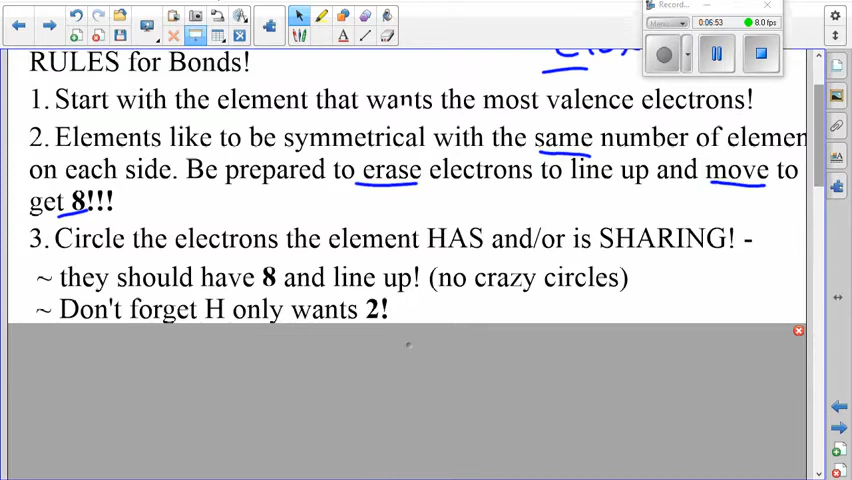 Record...
Menu...
0:06:53
8.0 fps
RULES for Bonds!
1. Start with the element that wants the most valence electrons!
2. Elements like to be symmetrical with the same number of elemen
on each side. Be prepared to erase electrons to line up and move to
get 8!!!
3. Circle the electrons the element HAS and/or is SHARING! -
~ they should have 8 and line up! (no crazy circles)
~ Don't forget H only wants 2!